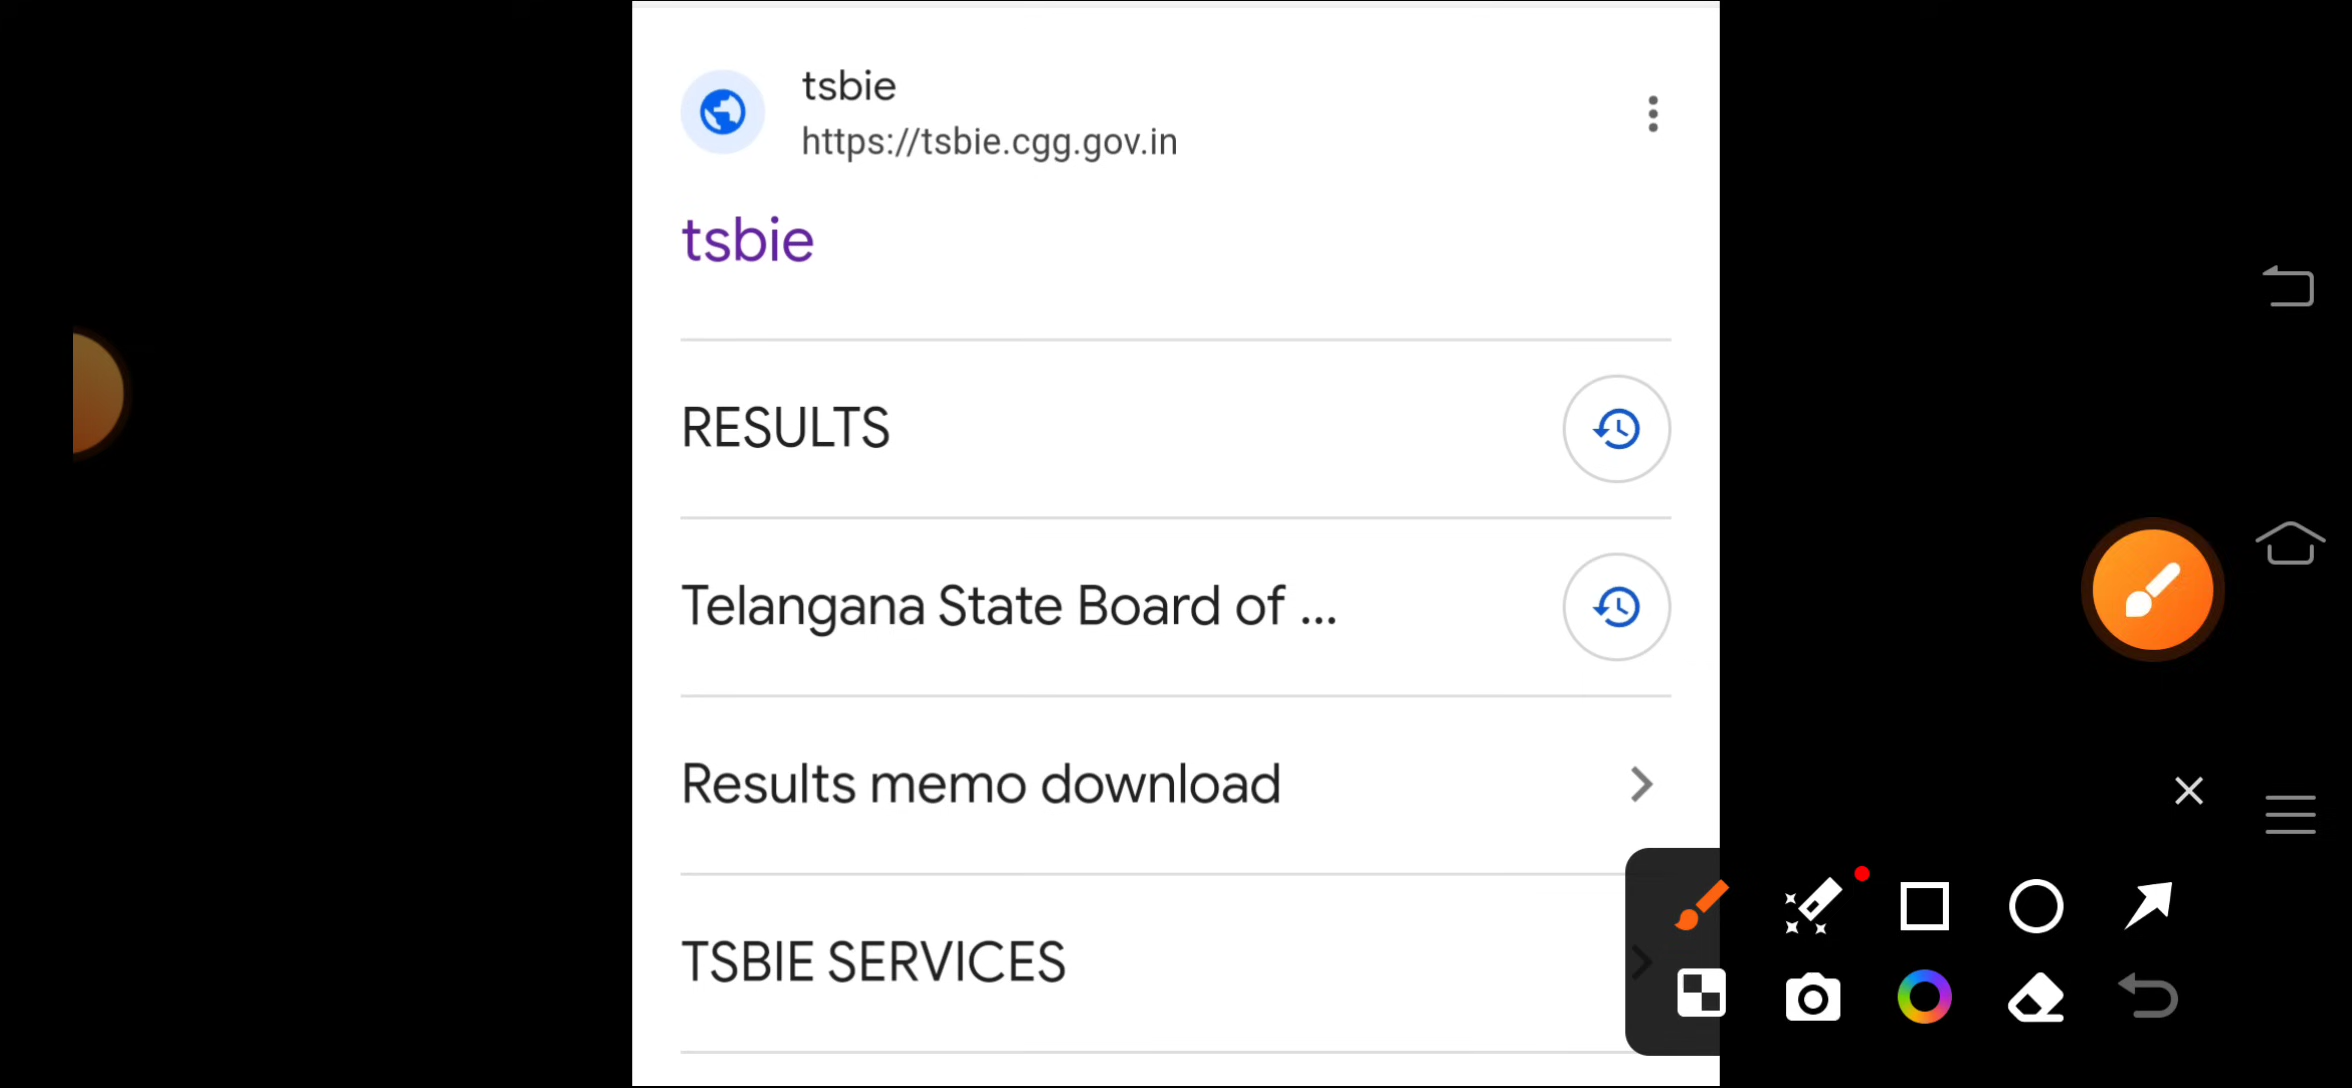 tsbie
https://tsbie.cgg.gov.in
tsbie
RESULTS
Telangana State Board of ...
Results memo download
TSBIE SERVICES